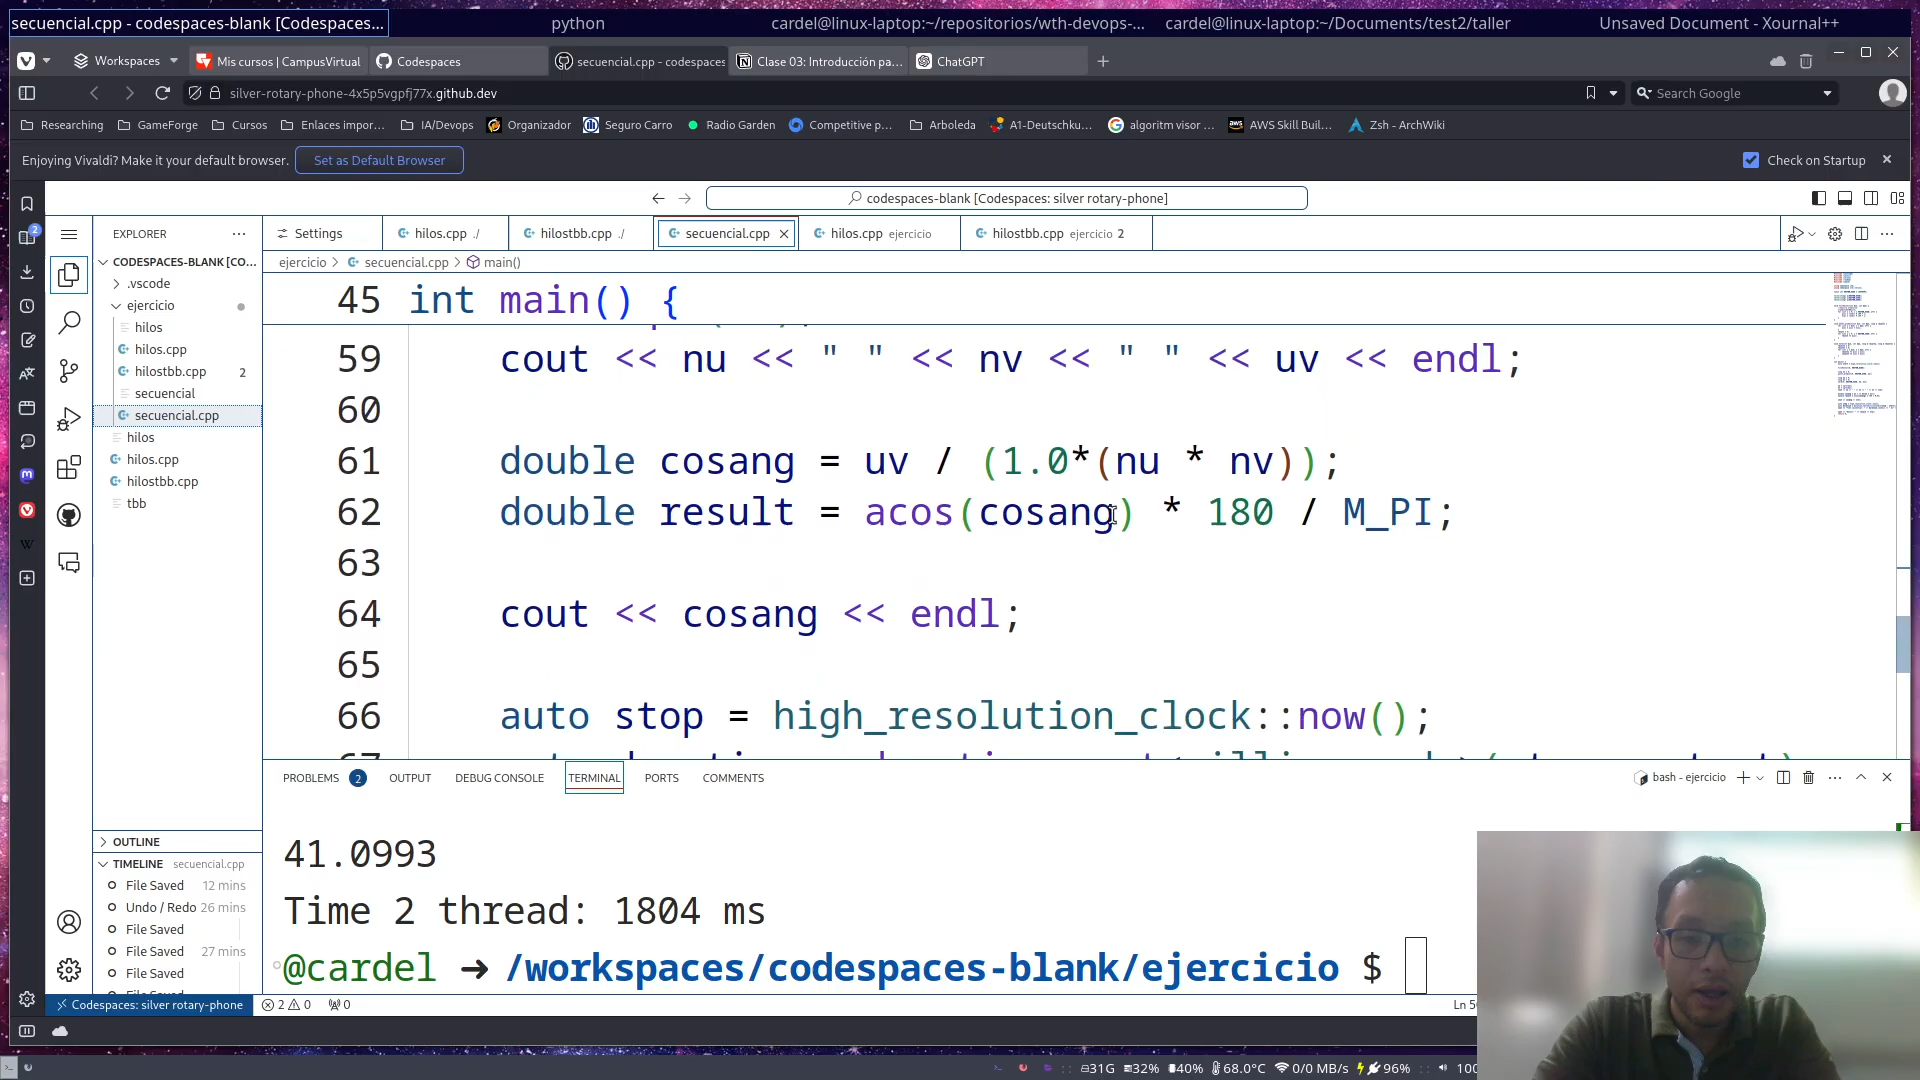 secuencial.cpp - codespaces-blank [Codespaces...
python
cardel@linux-laptop:~/repositorios/wth-devops-...
cardel@linux-laptop:~/Documents/test2/taller
Unsaved Document - Xournal++
Workspaces
Mis cursos | CampusVirtual
Codespaces
secuencial.cpp - codespaces
Clase 03: Introducción pa...
ChatGPT
silver-rotary-phone-4x5p5vgpfj77x.github.dev
Search Google
Researching
GameForge
Cursos
Enlaces impor...
IA/Devops
Organizador
Seguro Carro
Radio Garden
Competitive p...
Arboleda
A1-Deutschku...
algoritm visor ...
AWS Skill Buil...
Zsh - ArchWiki
Enjoying Vivaldi? Make it your default browser.
Set as Default Browser
Check on Startup
codespaces-blank [Codespaces: silver rotary-phone]
EXPLORER
Settings
hilos.cpp ./
hilostbb.cpp ./
secuencial.cpp
hilos.cpp ejercicio
hilostbb.cpp ejercicio 2
CODESPACES-BLANK [CO...
.vscode
ejercicio
hilos
hilos.cpp
hilostbb.cpp 2
secuencial
secuencial.cpp
hilos
hilos.cpp
hilostbb.cpp
tbb
OUTLINE
TIMELINE secuencial.cpp
File Saved 12 mins
Undo / Redo 26 mins
File Saved
File Saved 27 mins
File Saved
ejercicio > secuencial.cpp > main()
45 int main() {
59 cout << nu << " " << nv << " " << uv << endl;
60
61 double cosang = uv / (1.0*(nu * nv));
62 double result = acos(cosang) * 180 / M_PI;
63
64 cout << cosang << endl;
65
66 auto stop = high_resolution_clock::now();
PROBLEMS 2
OUTPUT
DEBUG CONSOLE
TERMINAL
PORTS
COMMENTS
bash - ejercicio
41.0993
Time 2 thread: 1804 ms
@cardel ➜ /workspaces/codespaces-blank/ejercicio $
Codespaces: silver rotary-phone
2 0
0
31G
32%
40%
68.0°C
0/0 MB/s
96%